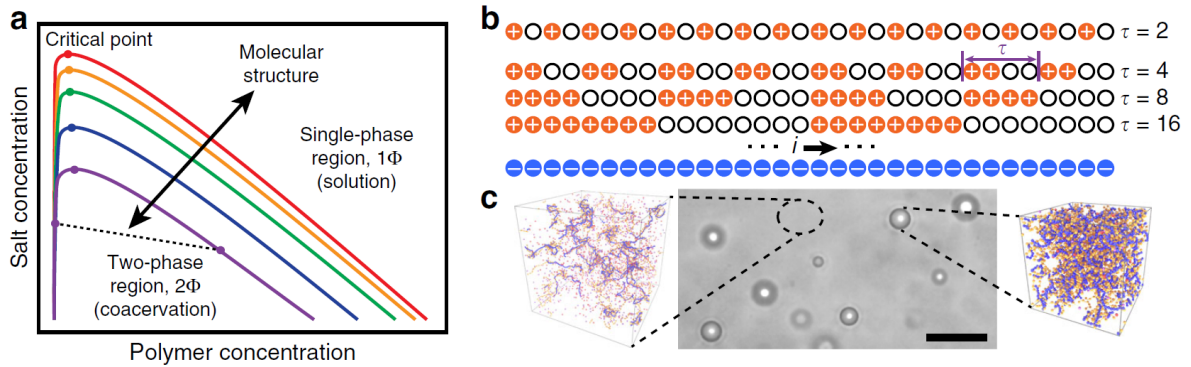 a
Critical point
Molecular
structure
Single-phase
region, 1Φ
(solution)
Two-phase
region, 2Φ
(coacervation)
Salt concentration
Polymer concentration
b
τ = 2
τ
τ = 4
τ = 8
τ = 16
··· i ···
c